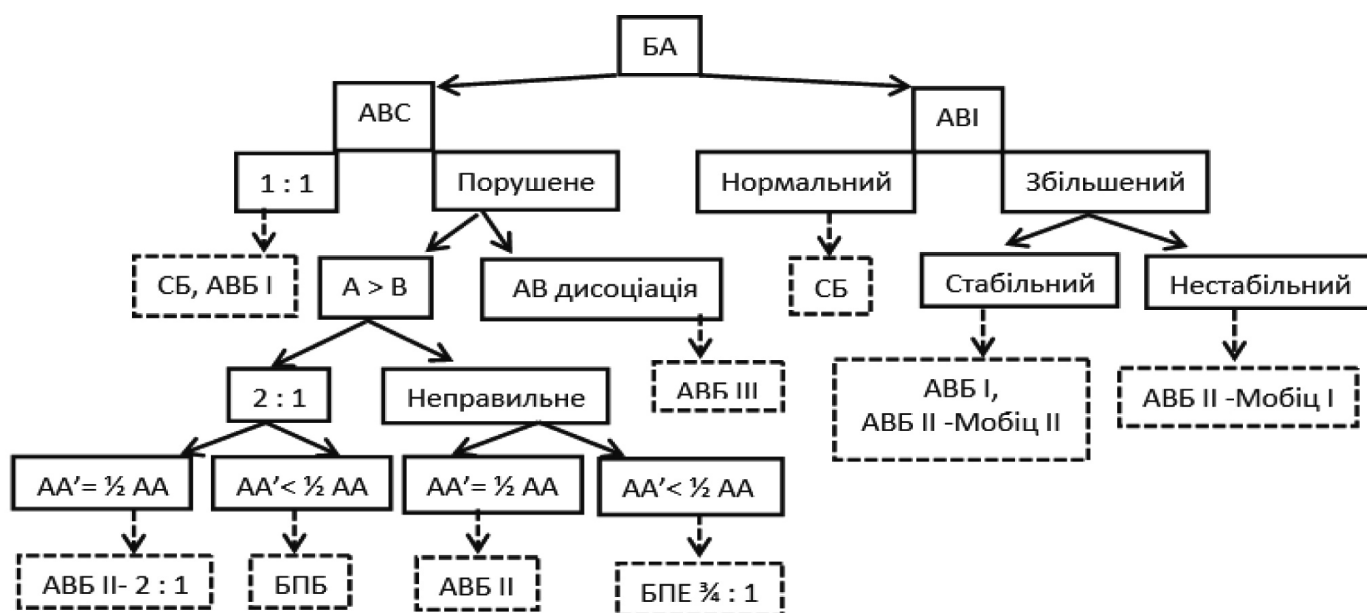 БА
АВС
АВІ
1 : 1
Порушене
Нормальний
Збільшений
СБ, АВБ І
А > В
АВ дисоціація
СБ
Стабільний
Нестабільний
2 : 1
Неправильне
АВБ ІІІ
АВБ І,
АВБ ІІ -Мобіц ІІ
АВБ ІІ -Мобіц І
АА’= ½ АА
АА’< ½ АА
АА’= ½ АА
АА’< ½ АА
АВБ ІІ- 2 : 1
БПБ
АВБ ІІ
БПЕ ¾ : 1